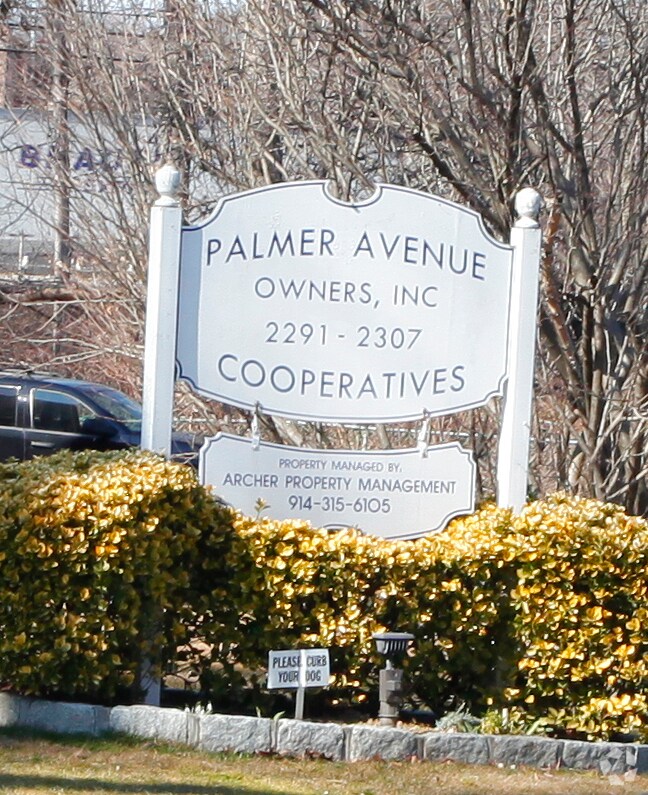 PALMER AVENUE
OWNERS, INC
2291 - 2307
COOPERATIVES
PROPERTY MANAGED BY:
ARCHER PROPERTY MANAGEMENT
914-315-6105
PLEASE CURB
YOUR DOG